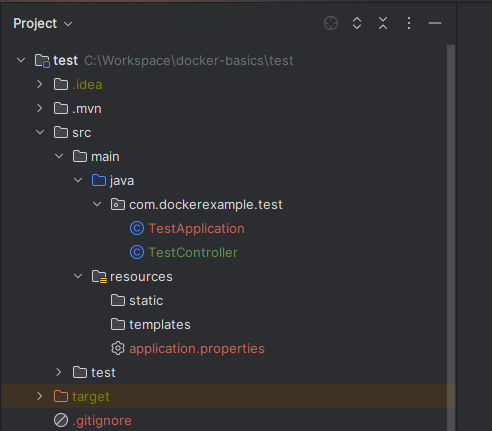 Project
test C:\Workspace\docker-basics\test
.idea
.mvn
src
main
java
com.dockerexample.test
TestApplication
TestController
resources
static
templates
application.properties
test
target
.gitignore